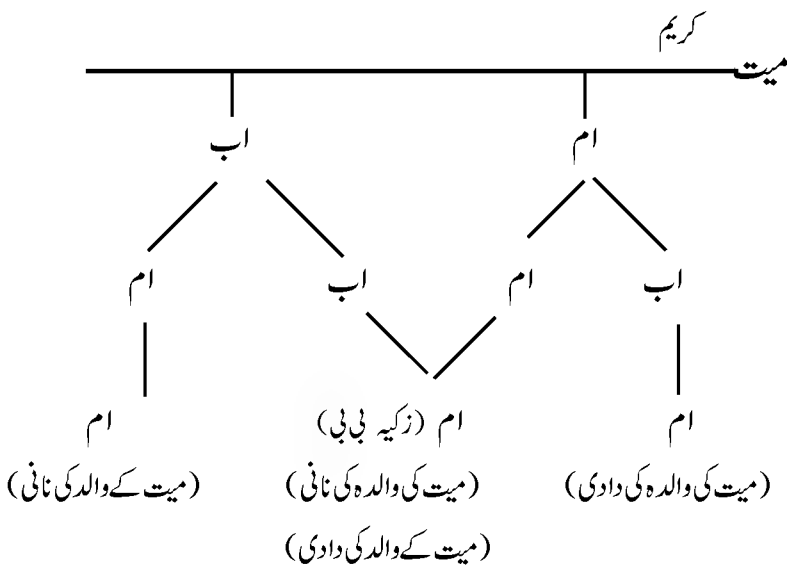 کریم
میت
ام اب
اب ام اب ام
ام ام (زکیہ بی بی) ام
(میت کی والدہ کی دادی) (میت کی والدہ کی نانی) (میت کے والد کی نانی)
(میت کے والد کی دادی)